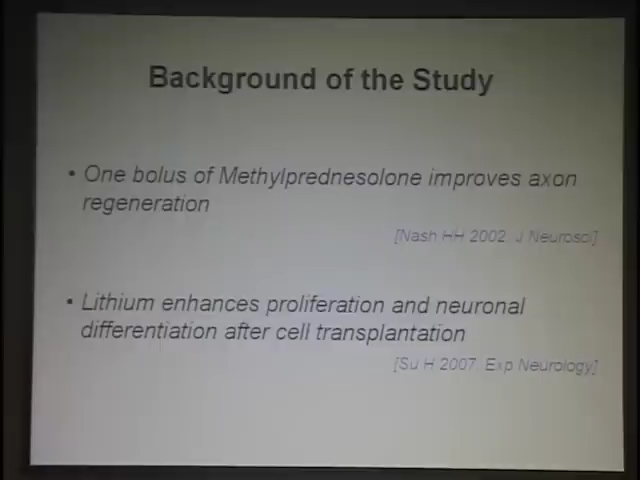 Background of the Study
• One bolus of Methylprednesolone improves axon
regeneration
[Nash HH 2002. J Neurosci]
• Lithium enhances proliferation and neuronal
differentiation after cell transplantation
[Su H 2007. Exp Neurology]